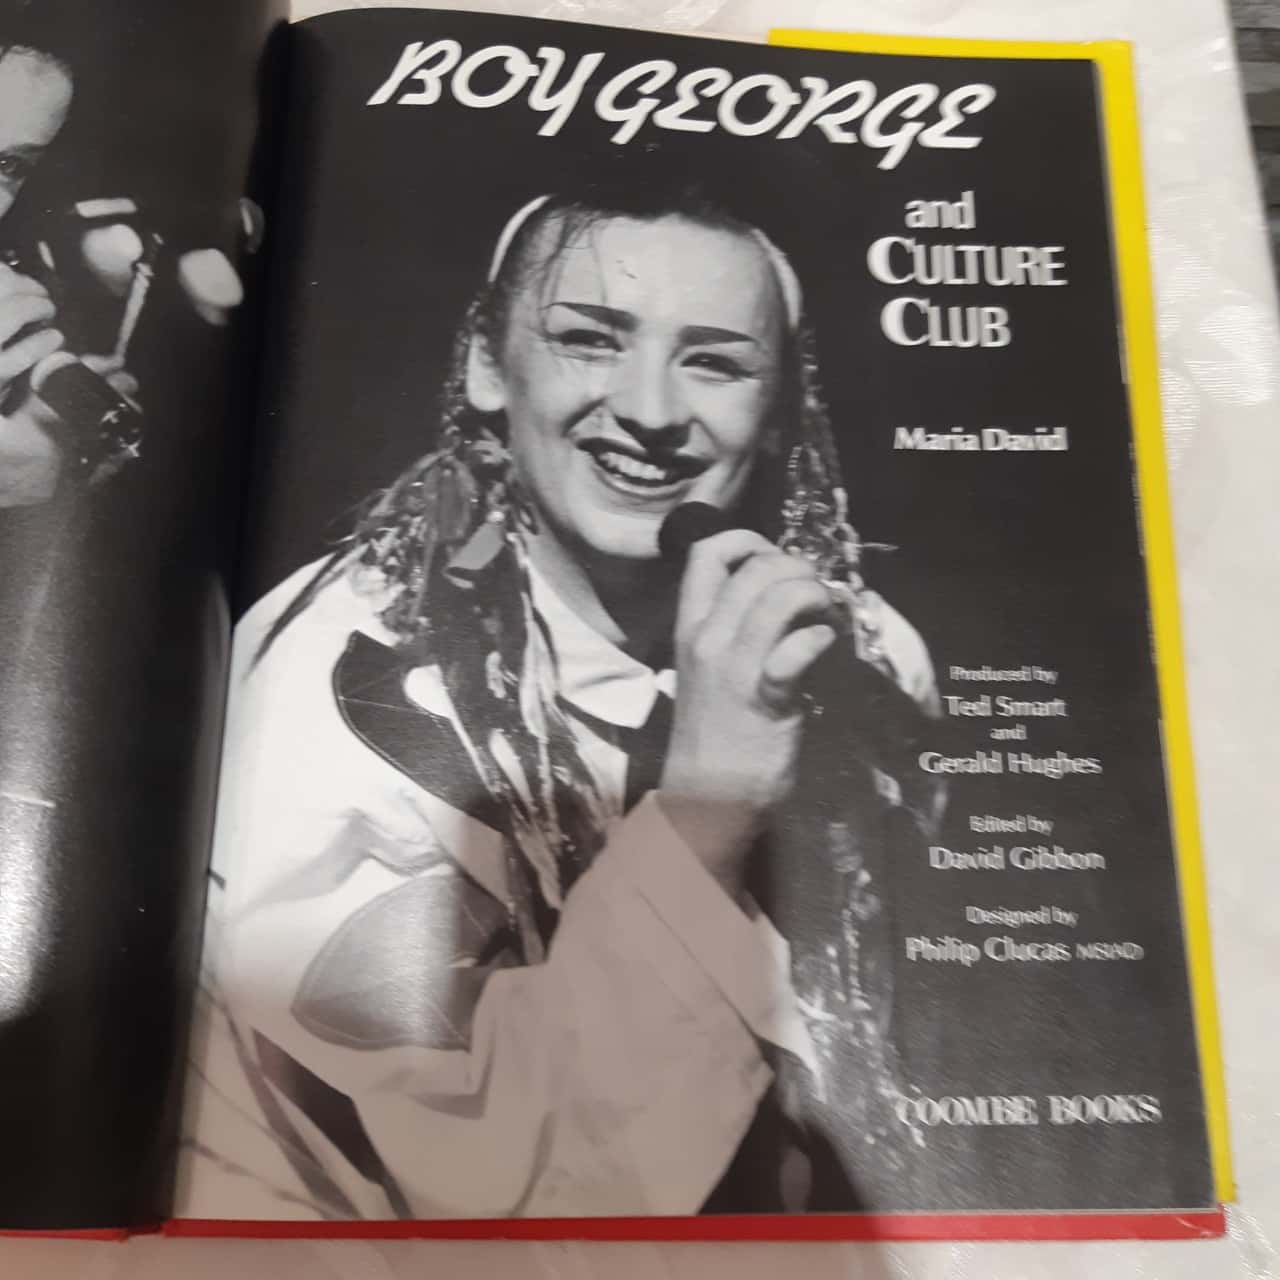 BOY GEORGE
and
CULTURE
CLUB
Maria David
Produced by
Ted Smart
and
Gerald Hughes
Edited by
David Gibbon
Designed by
Philip Clucas MSIAD
COOMBE BOOKS